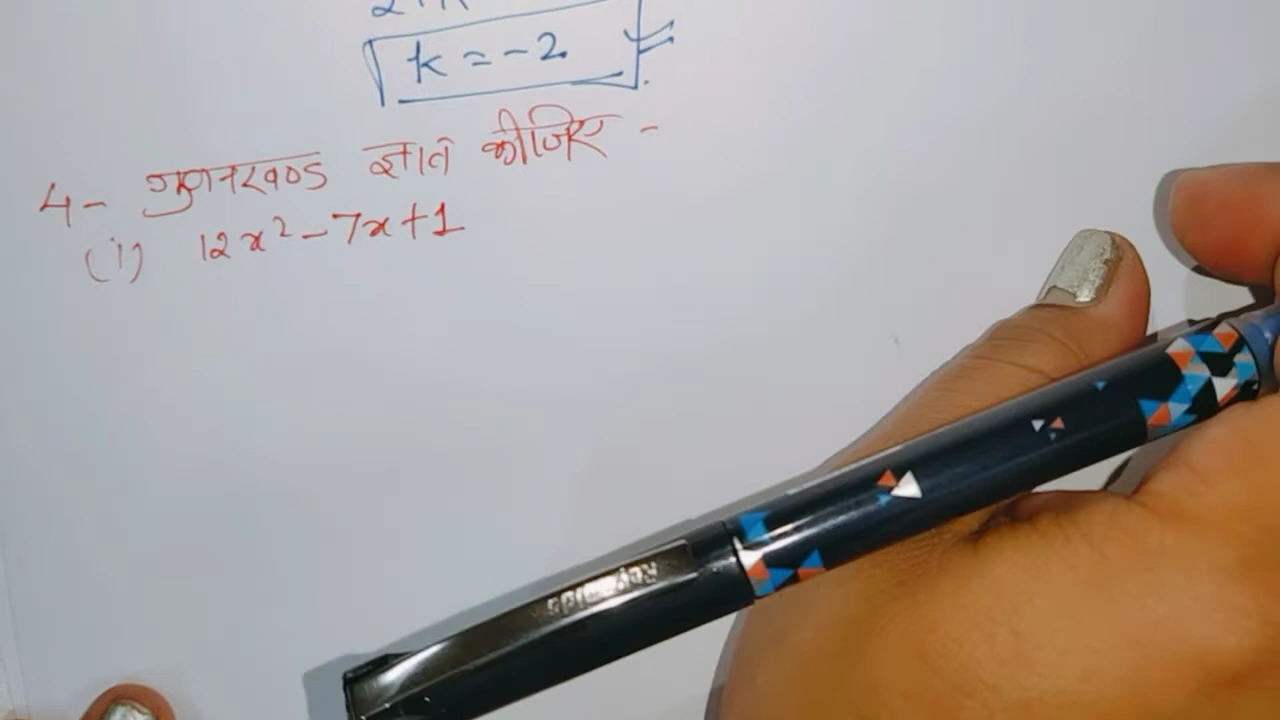 k = -2
4- गुणनखण्ड ज्ञात कीजिए -
(i) 12x² - 7x + 1